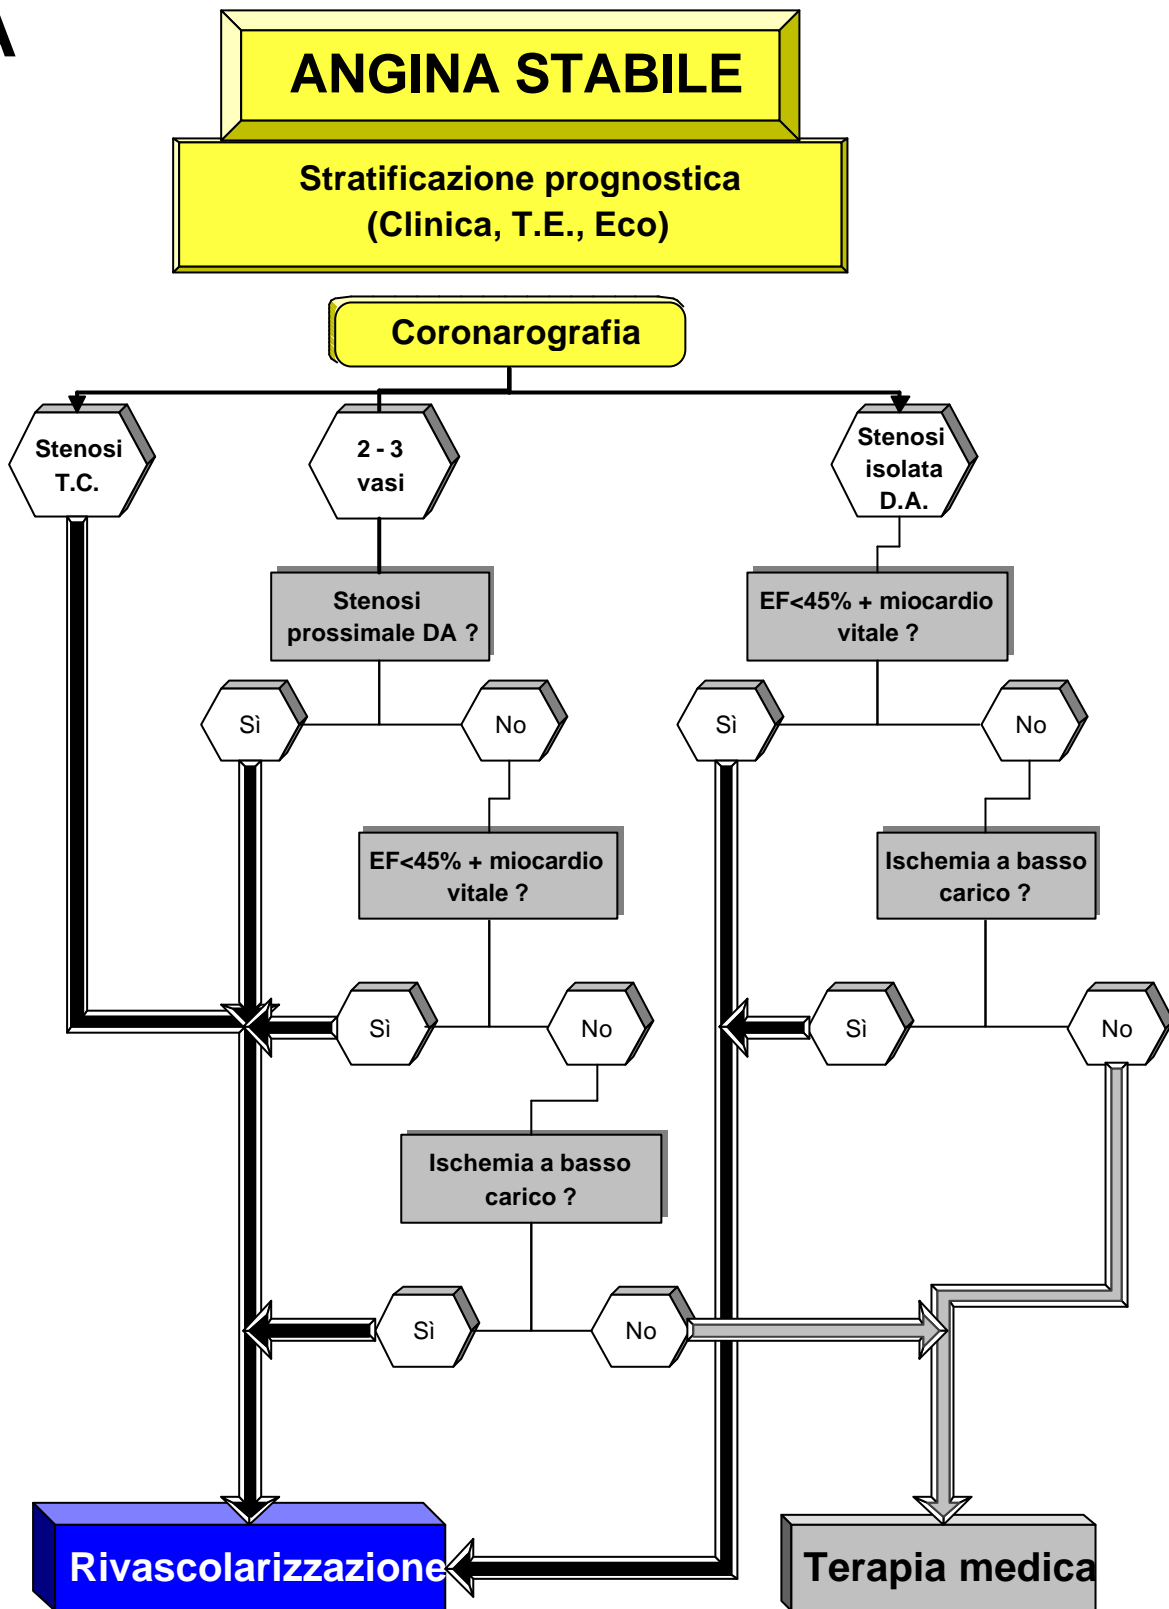 A
ANGINA STABILE
Stratificazione prognostica
(Clinica, T.E., Eco)
Coronarografia
Stenosi
T.C.
2 - 3
vasi
Stenosi
isolata
D.A.
Stenosi
prossimale DA ?
EF<45% + miocardio
vitale ?
Sì
No
Sì
No
EF<45% + miocardio
vitale ?
Ischemia a basso
carico ?
Sì
No
Sì
No
Ischemia a basso
carico ?
Sì
No
Rivascolarizzazione
Terapia medica